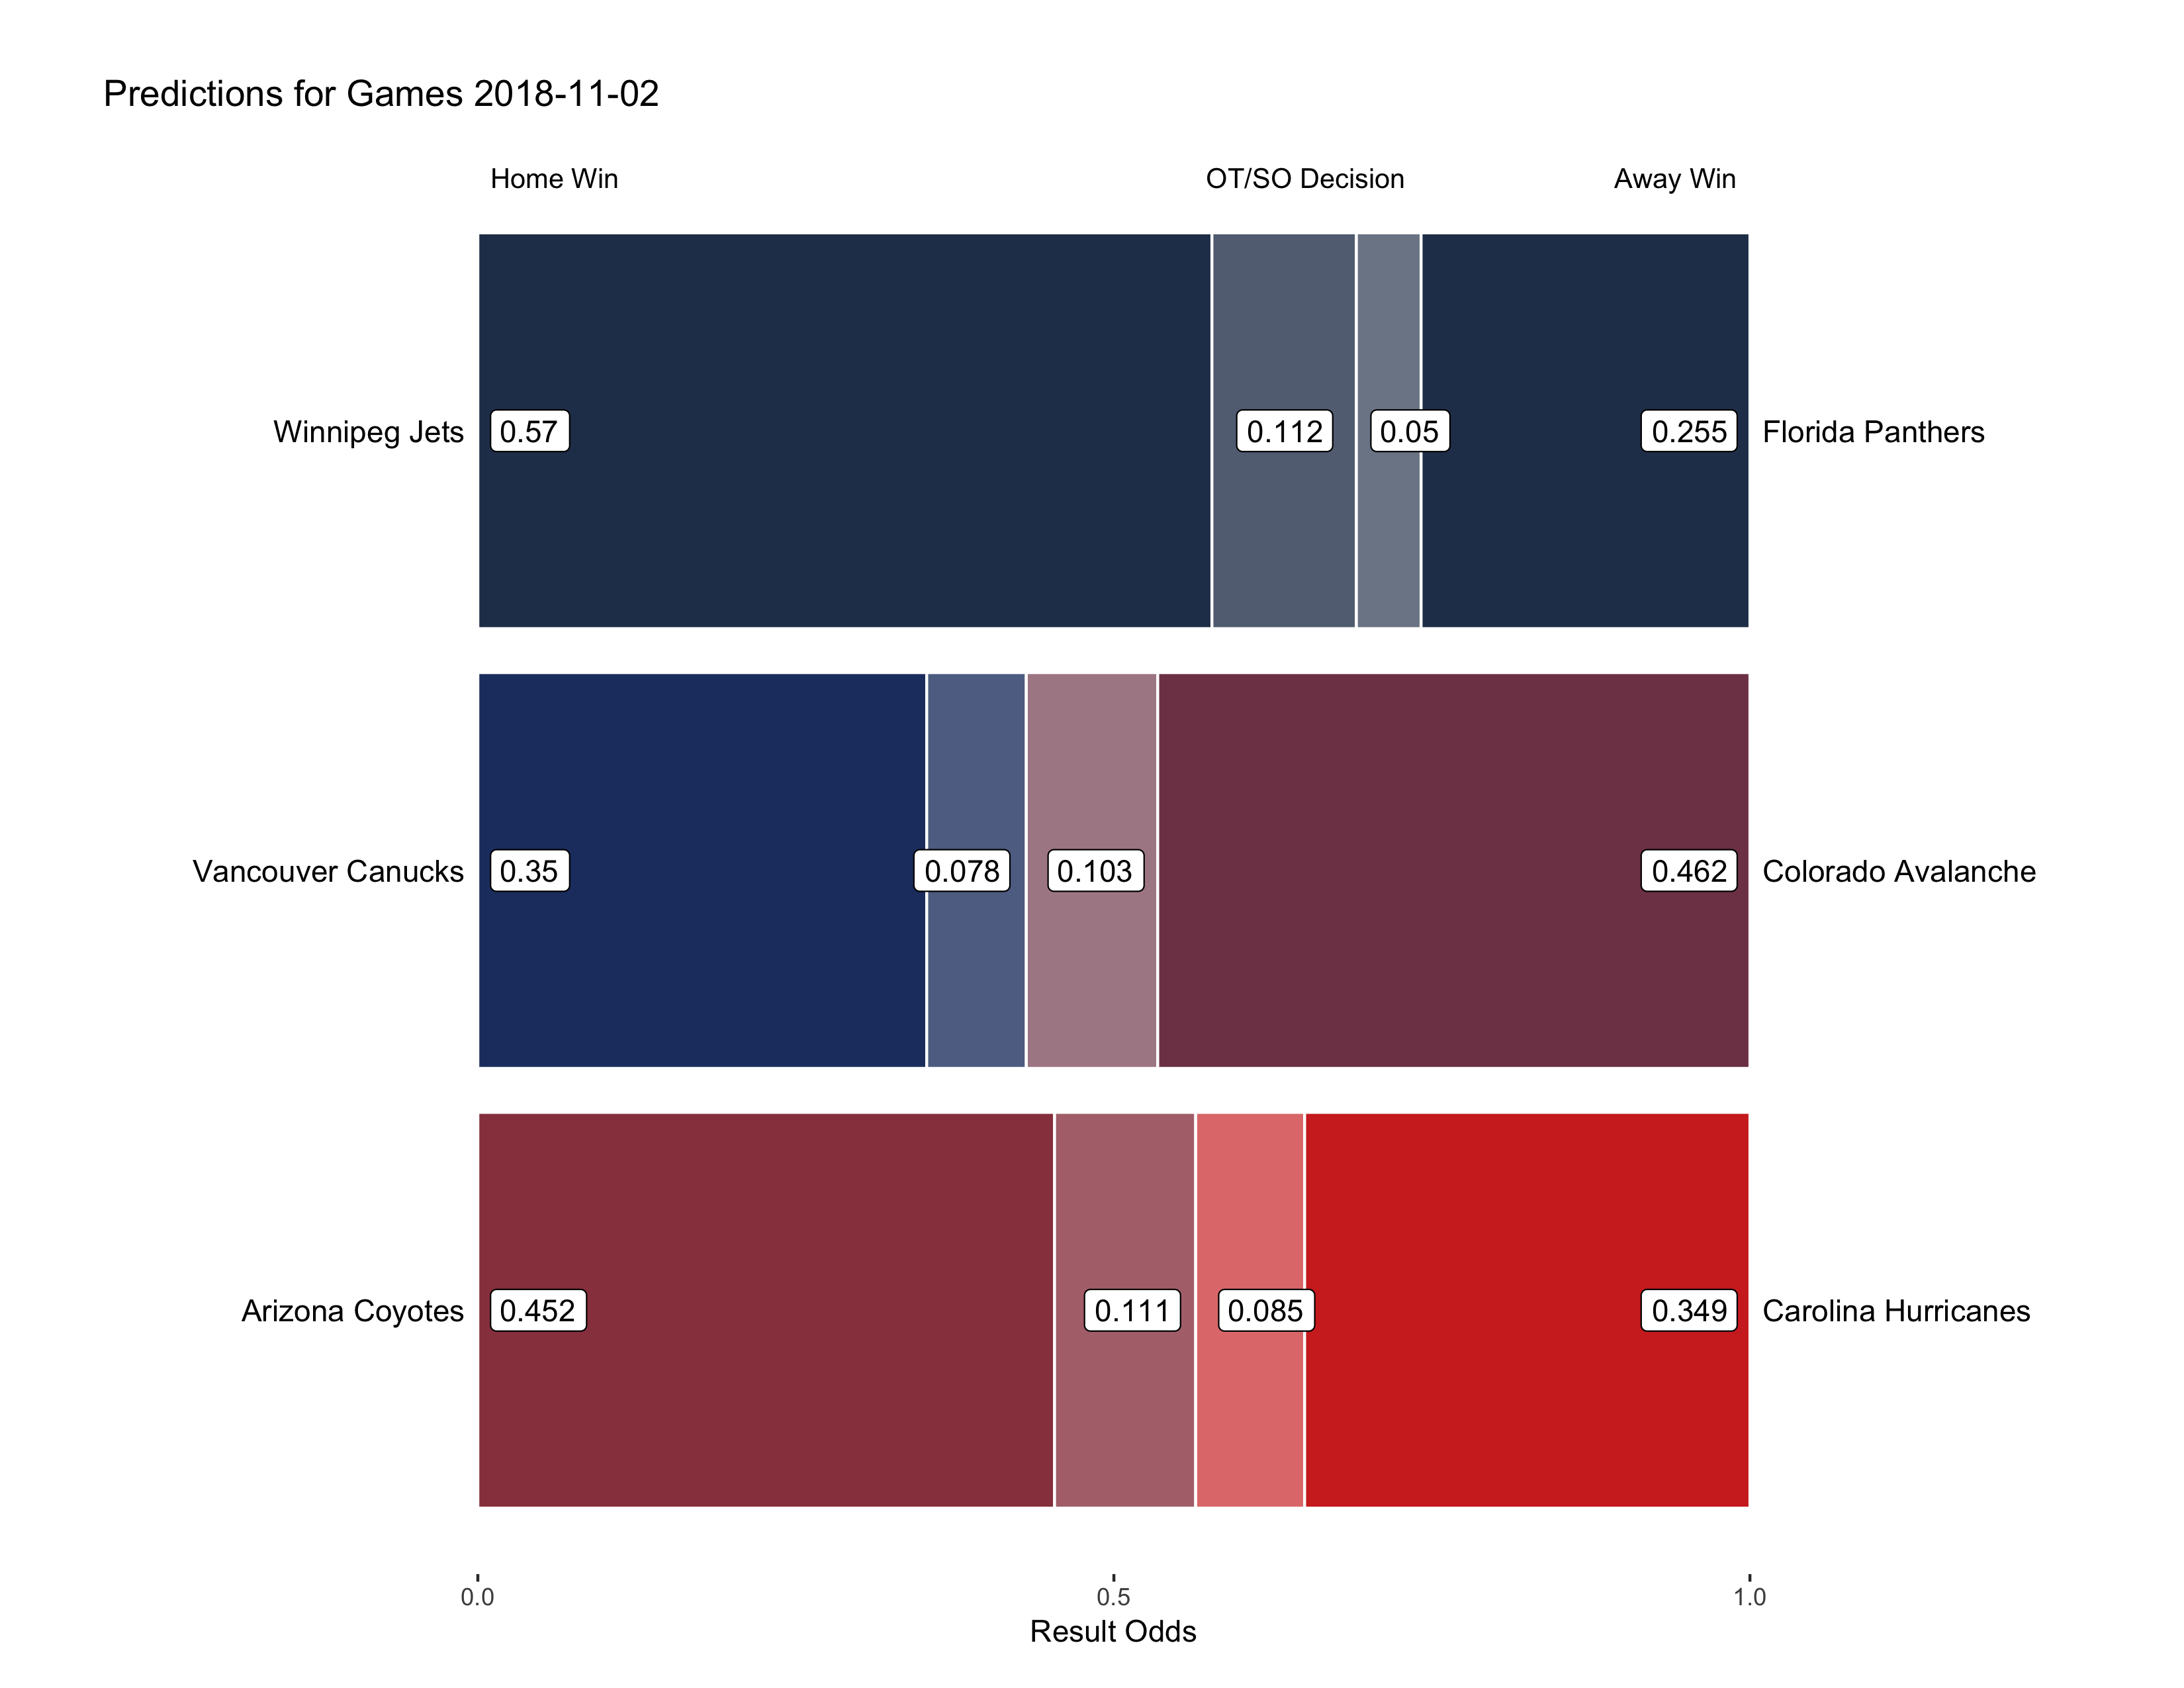 Predictions for Games 2018-11-02
Home Win OT/SO Decision Away Win
Winnipeg Jets 0.57 0.112 0.05 0.255 Florida Panthers
Vancouver Canucks 0.35 0.078 0.103 0.462 Colorado Avalanche
Arizona Coyotes 0.452 0.111 0.085 0.349 Carolina Hurricanes
0.0 0.5 1.0
Result Odds